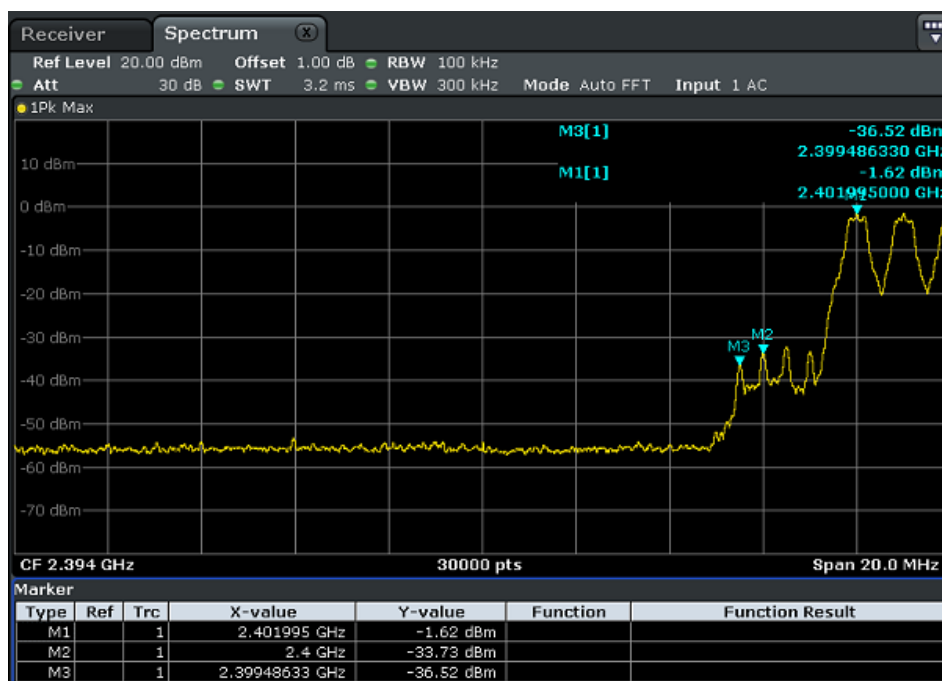 Receiver Spectrum X
Ref Level 20.00 dBm Offset 1.00 dB RBW 100 kHz
Att 30 dB SWT 3.2 ms VBW 300 kHz Mode Auto FFT Input 1 AC
1Pk Max
M3[1] -36.52 dBm
2.399486330 GHz
M1[1] -1.62 dBm
2.401995000 GHz
M1
10 dBm
0 dBm
-10 dBm
-20 dBm
-30 dBm
M3 M2
-40 dBm
-50 dBm
-60 dBm
-70 dBm
CF 2.394 GHz 30000 pts Span 20.0 MHz
Marker
Type Ref Trc X-value Y-value Function Function Result
M1 1 2.401995 GHz -1.62 dBm
M2 1 2.4 GHz -33.73 dBm
M3 1 2.39948633 GHz -36.52 dBm